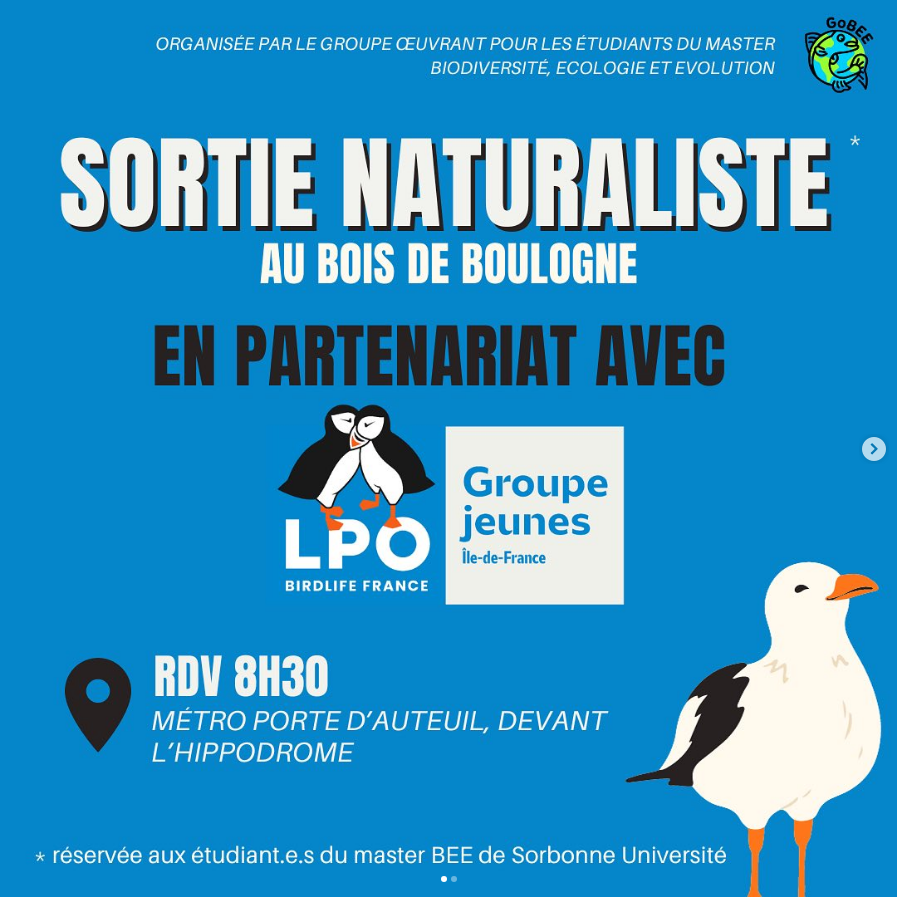 GoBEE
ORGANISÉE PAR LE GROUPE ŒUVRANT POUR LES ÉTUDIANTS DU MASTER
BIODIVERSITÉ, ECOLOGIE ET EVOLUTION
SORTIE NATURALISTE *
AU BOIS DE BOULOGNE
EN PARTENARIAT AVEC
LPO
BIRDLIFE FRANCE
Groupe
jeunes
Île-de-France
RDV 8H30
MÉTRO PORTE D’AUTEUIL, DEVANT
L’HIPPODROME
* réservée aux étudiant.e.s du master BEE de Sorbonne Université